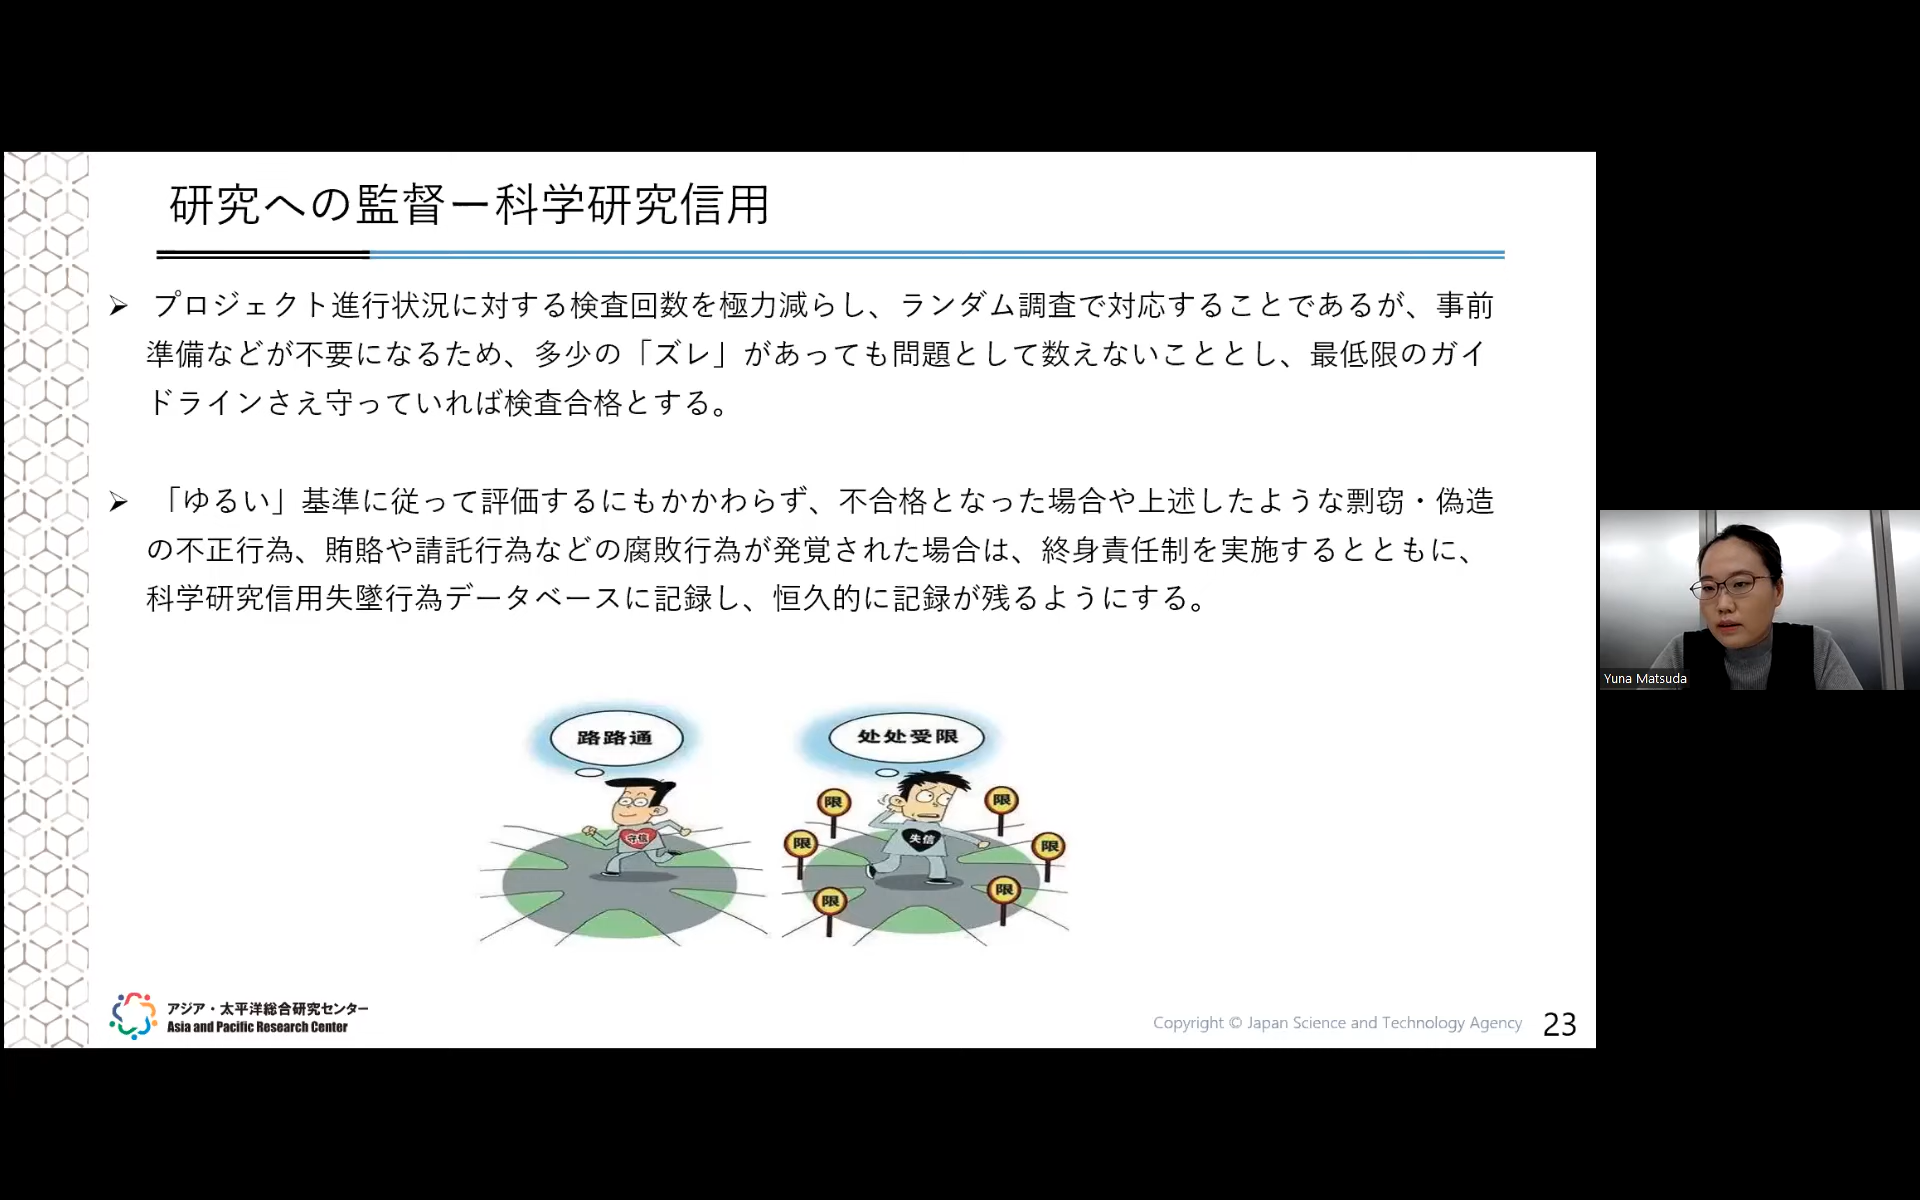 研究への監督ー科学研究信用
➢ プロジェクト進行状況に対する検査回数を極力減らし、ランダム調査で対応することであるが、事前
準備などが不要になるため、多少の「ズレ」があっても問題として数えないこととし、最低限のガイ
ドラインさえ守っていれば検査合格とする。
➢ 「ゆるい」基準に従って評価するにもかかわらず、不合格となった場合や上述したような剽窃・偽造
の不正行為、賄賂や請託行為などの腐敗行為が発覚された場合は、終身責任制を実施するとともに、
科学研究信用失墜行為データベースに記録し、恒久的に記録が残るようにする。
路路通
守信
处处受限
失信
限
限
限
限
限
限
Yuna Matsuda
アジア・太平洋総合研究センター
Asia and Pacific Research Center
Copyright © Japan Science and Technology Agency
23